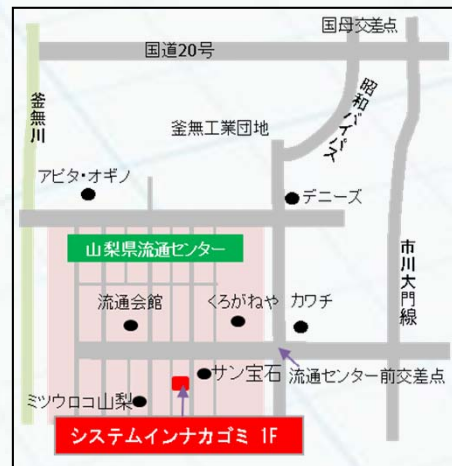 国母交差点
国道20号
昭和バイパス
釜無川
釜無工業団地
アピタ・オギノ
デニーズ
山梨県流通センター
市川大門線
流通会館
くろがねや
カワチ
サン宝石
流通センター前交差点
ミツウロコ山梨
システムインナカゴミ 1F